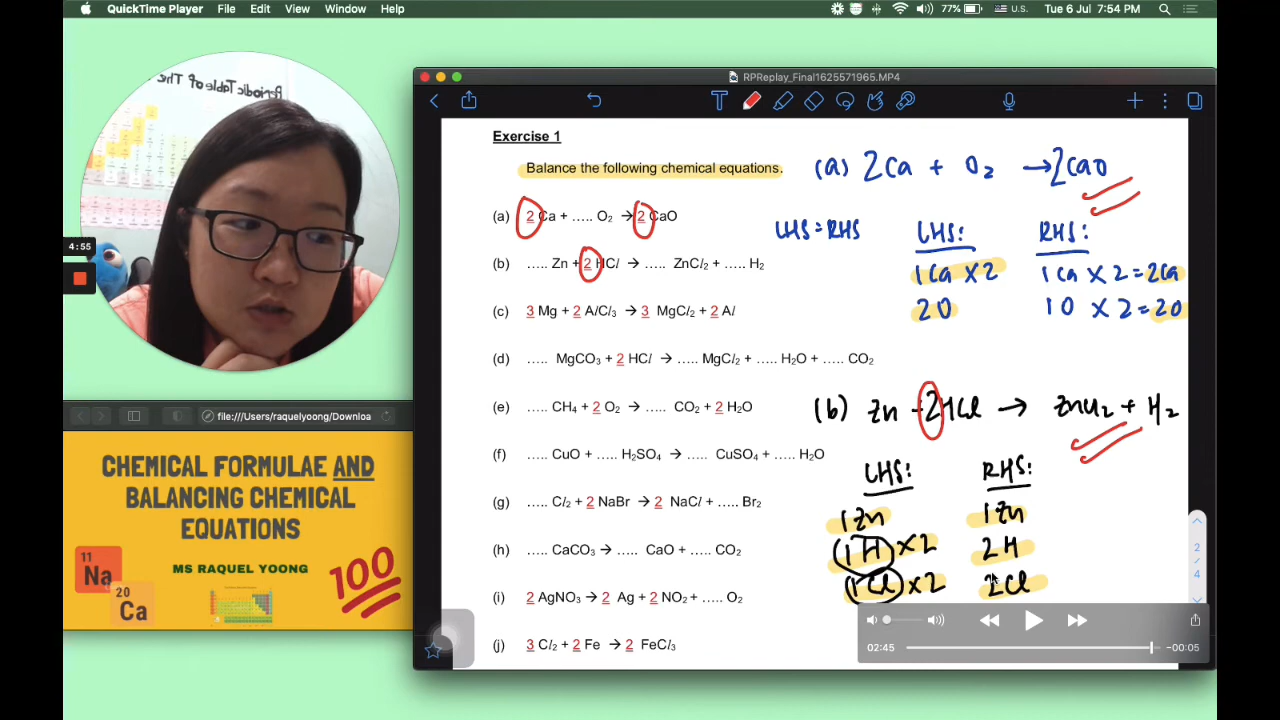 QuickTime Player File Edit View Window Help 77% U.S. Tue 6 Jul 7:54 PM
Periodic Table of The
RPReplay_Final1625571965.MP4
Exercise 1
Balance the following chemical equations.
(a) 2 Ca + ..... O₂ → 2 CaO
(b) ..... Zn + 2 HCl → ..... ZnCl₂ + ..... H₂
(c) 3 Mg + 2 AlCl₃ → 3 MgCl₂ + 2 Al
(d) ..... MgCO₃ + 2 HCl → ..... MgCl₂ + ..... H₂O + ..... CO₂
(e) ..... CH₄ + 2 O₂ → ..... CO₂ + 2 H₂O
(f) ..... CuO + ..... H₂SO₄ → ..... CuSO₄ + ..... H₂O
(g) ..... Cl₂ + 2 NaBr → 2 NaCl + ..... Br₂
(h) ..... CaCO₃ → ..... CaO + ..... CO₂
(i) 2 AgNO₃ → 2 Ag + 2 NO₂ + ..... O₂
(j) 3 Cl₂ + 2 Fe → 2 FeCl₃
(a) 2Ca + O₂ → 2CaO
LHS = RHS
LHS: RHS:
1 Ca x 2 1 Ca x 2 = 2Ca
2 O 1 O x 2 = 2O
(b) Zn + 2HCl → ZnCl₂ + H₂
LHS: RHS:
1 Zn 1 Zn
(1 H) x 2 2 H
(1 Cl) x 2 2Cl
2
4
02:45 -00:05
4:55
file:///Users/raquelyoong/Downloa
CHEMICAL FORMULAE AND
BALANCING CHEMICAL
EQUATIONS
MS RAQUEL YOONG
11
Na
20
Ca
100